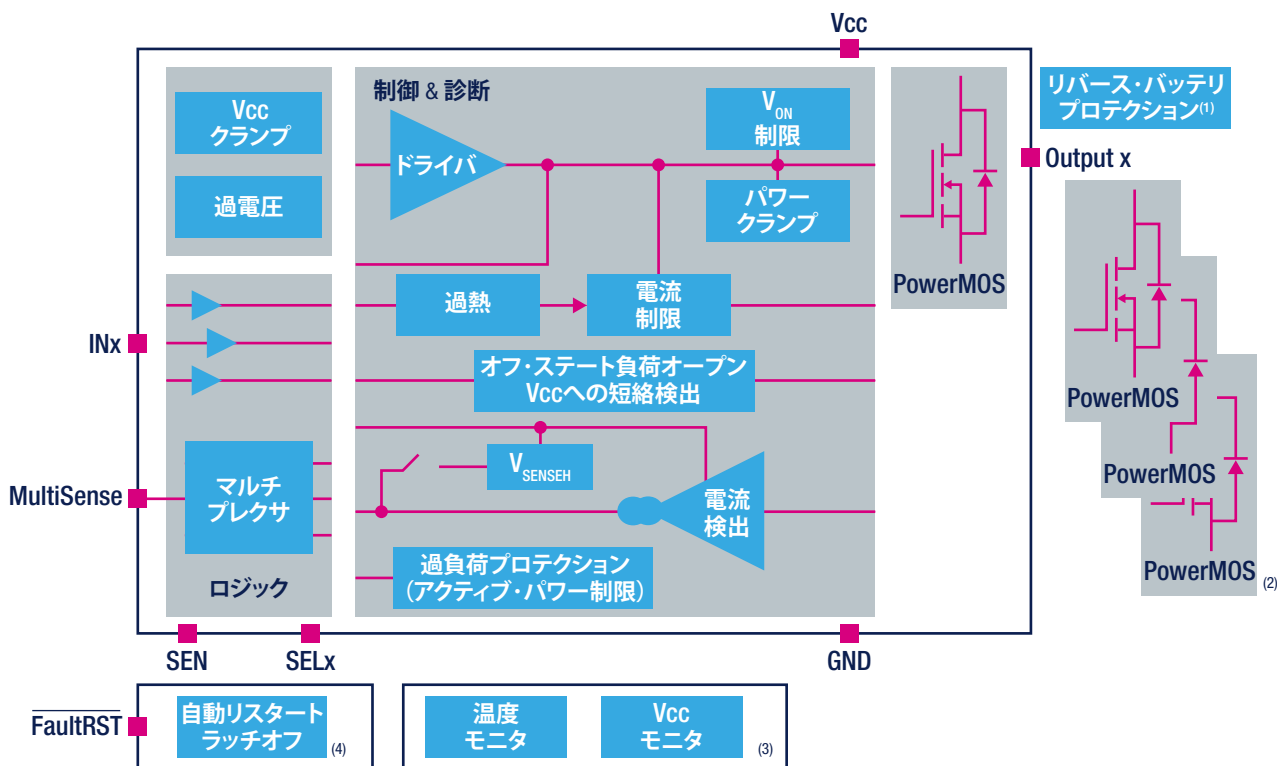 Vcc
制御 & 診断
Vcc
クランプ
過電圧
ドライバ
VON
制限
パワー
クランプ
リバース・バッテリ
プロテクション(1)
Output x
PowerMOS
過熱
電流
制限
INx
オフ・ステート負荷オープン
Vccへの短絡検出
PowerMOS
VSENSEH
PowerMOS
MultiSense
マルチ
プレクサ
電流
検出
過負荷プロテクション
(アクティブ・パワー制限)
PowerMOS (2)
ロジック
SEN
SELx
GND
FaultRST
自動リスタート
ラッチオフ (4)
温度
モニタ
Vcc
モニタ (3)